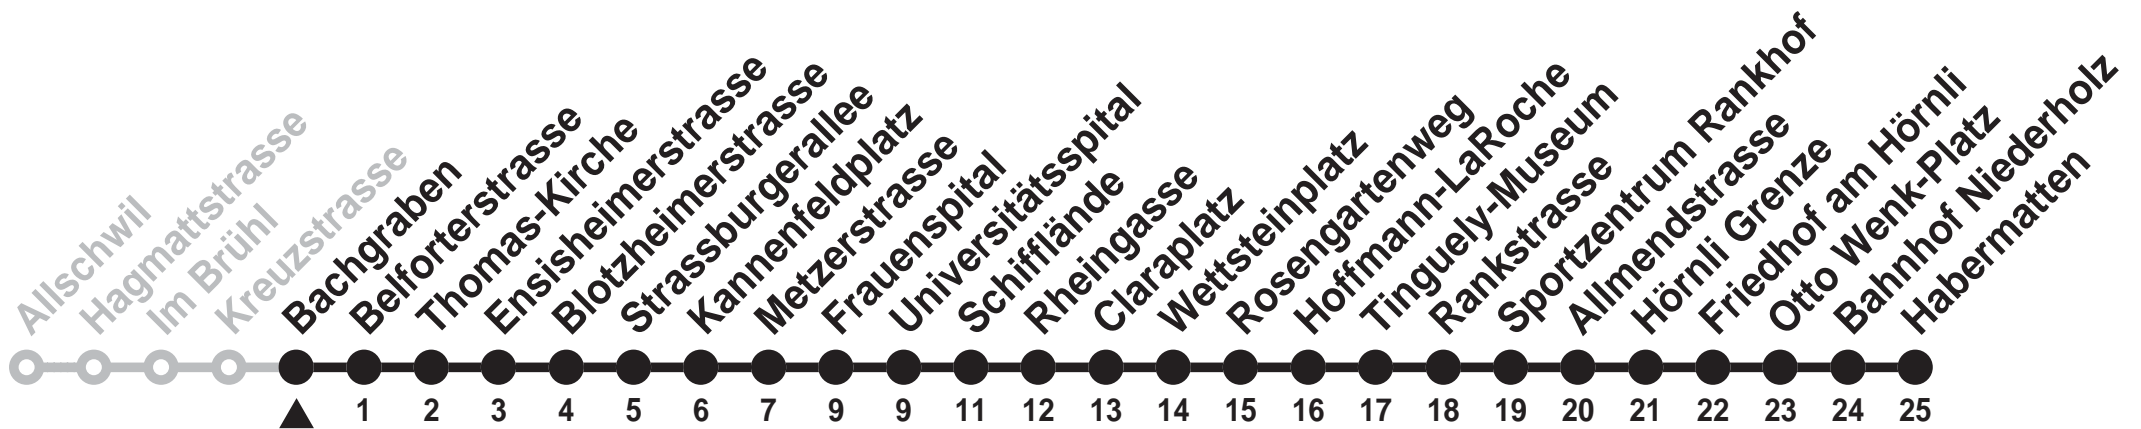 Allschwil
Hagmattstrasse
Im Brühl
Kreuzstrasse
Bachgraben
Belforterstrasse
Thomas-Kirche
Ensisheimerstrasse
Blotzheimerstrasse
Strassburgerallee
Kannenfeldplatz
Metzerstrasse
Frauenspital
Universitätsspital
Schifflände
Rheingasse
Claraplatz
Wettsteinplatz
Rosengartenweg
Hoffmann-LaRoche
Tinguely-Museum
Rankstrasse
Sportzentrum Rankhof
Allmendstrasse
Hörnli Grenze
Friedhof am Hörnli
Otto Wenk-Platz
Bahnhof Niederholz
Habermatten
1 2 3 4 5 6 7 9 9 11 12 13 14 15 16 17 18 19 20 21 22 23 24 25